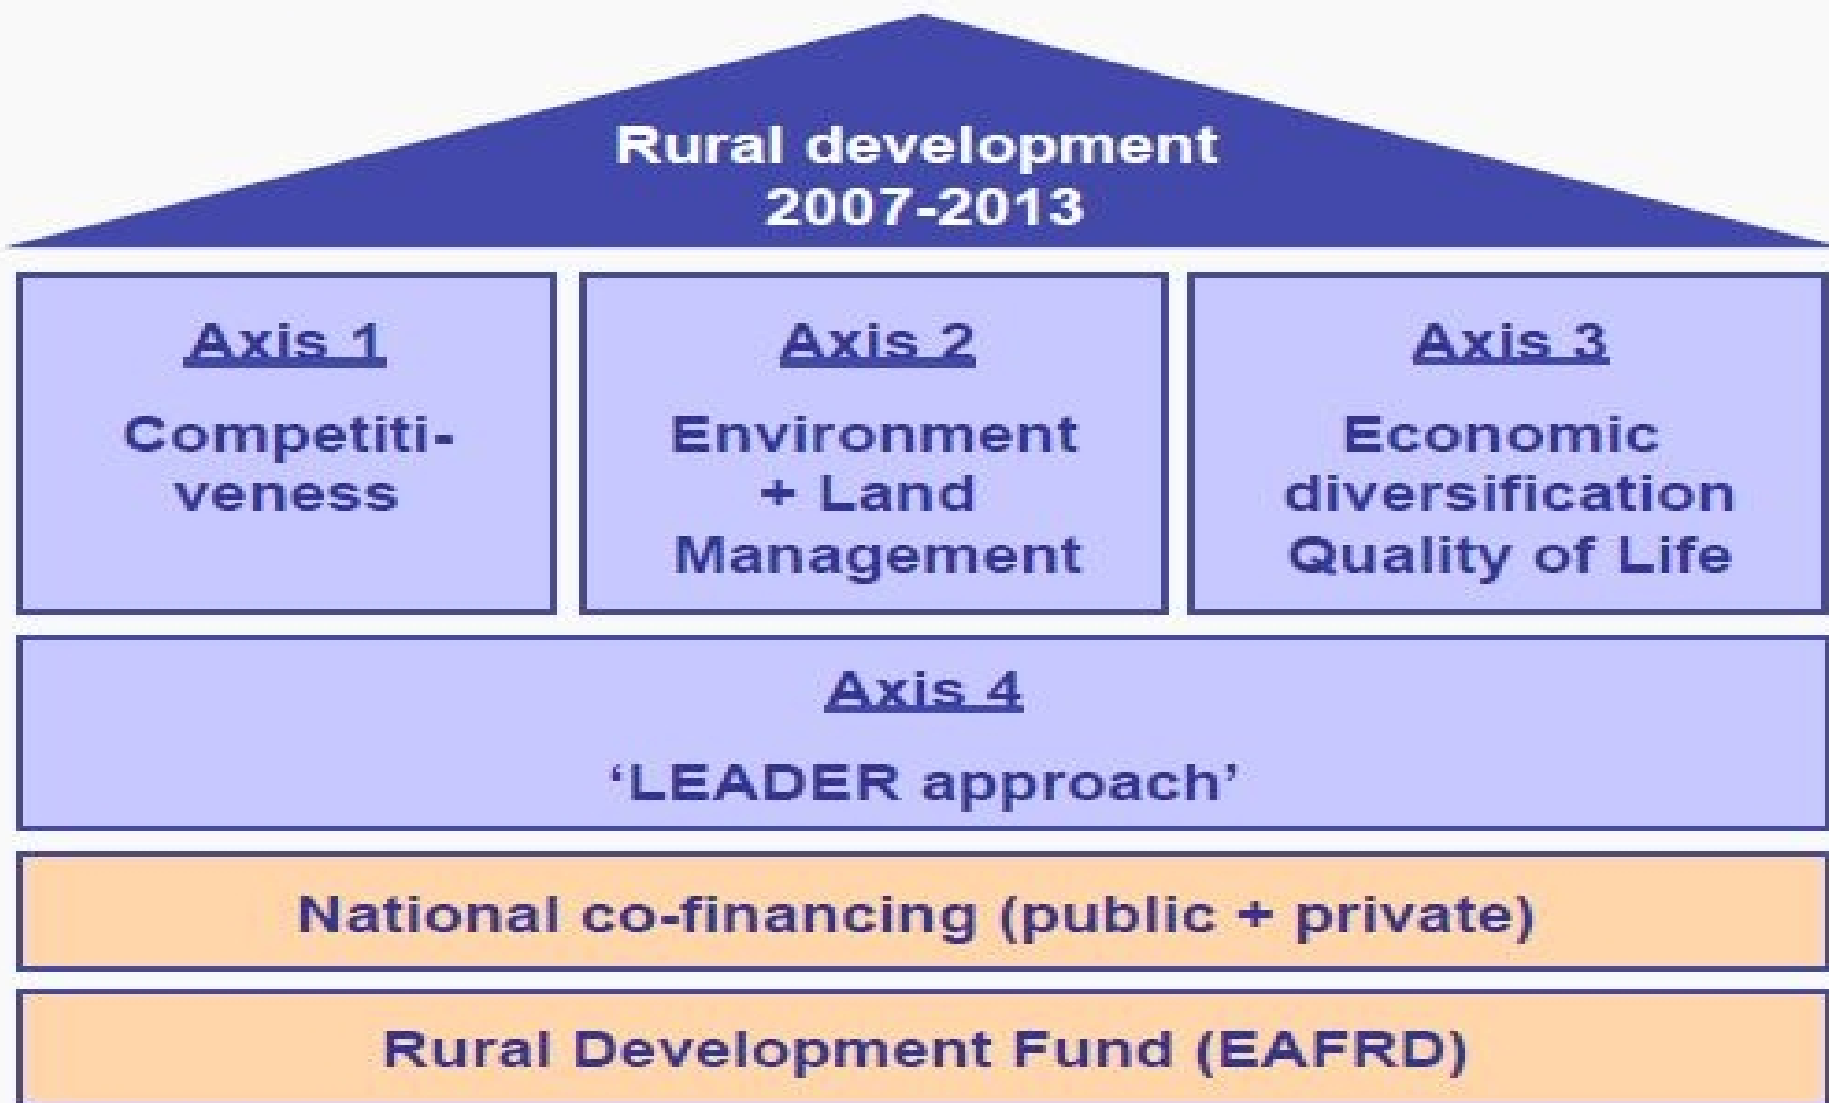 Rural development
2007-2013
Axis 1
Competiti-
veness
Axis 2
Environment
+ Land
Management
Axis 3
Economic
diversification
Quality of Life
Axis 4
‘LEADER approach’
National co-financing (public + private)
Rural Development Fund (EAFRD)